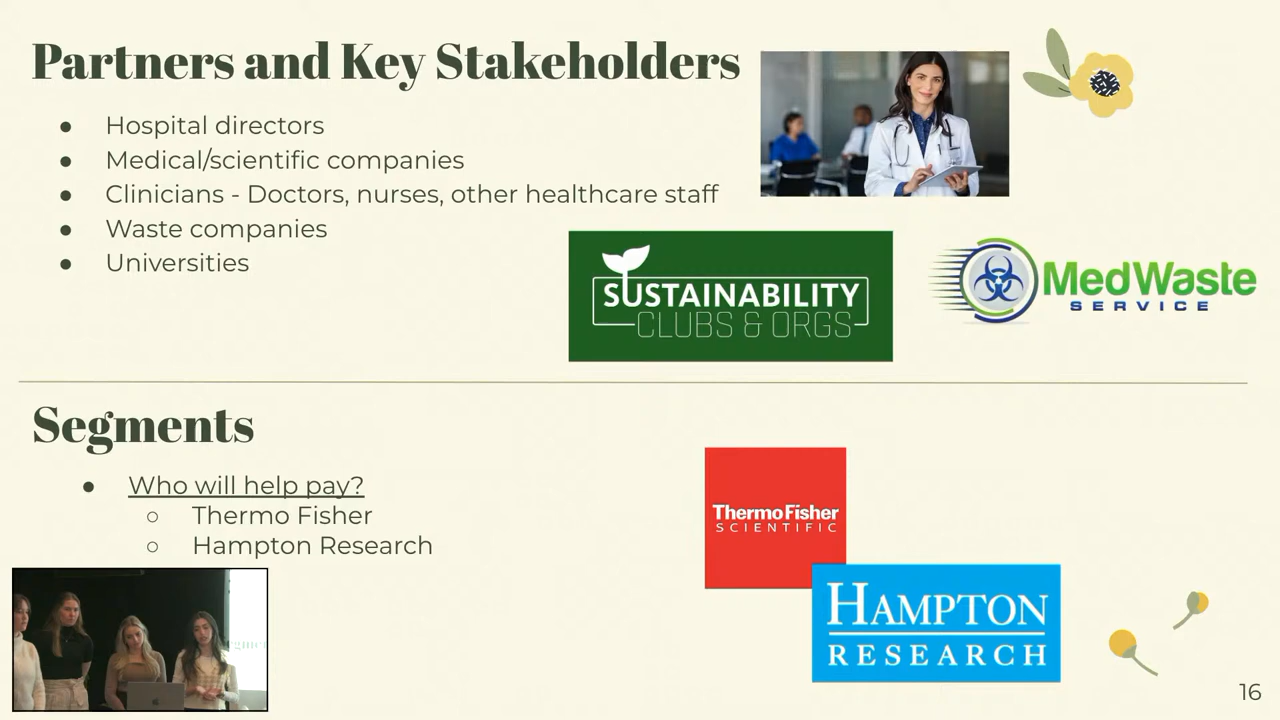 Partners and Key Stakeholders
● Hospital directors
● Medical/scientific companies
● Clinicians - Doctors, nurses, other healthcare staff
● Waste companies
● Universities
SUSTAINABILITY
CLUBS & ORGS
MedWaste
SERVICE
Segments
● Who will help pay?
○ Thermo Fisher
○ Hampton Research
ThermoFisher
SCIENTIFIC
HAMPTON
RESEARCH
16